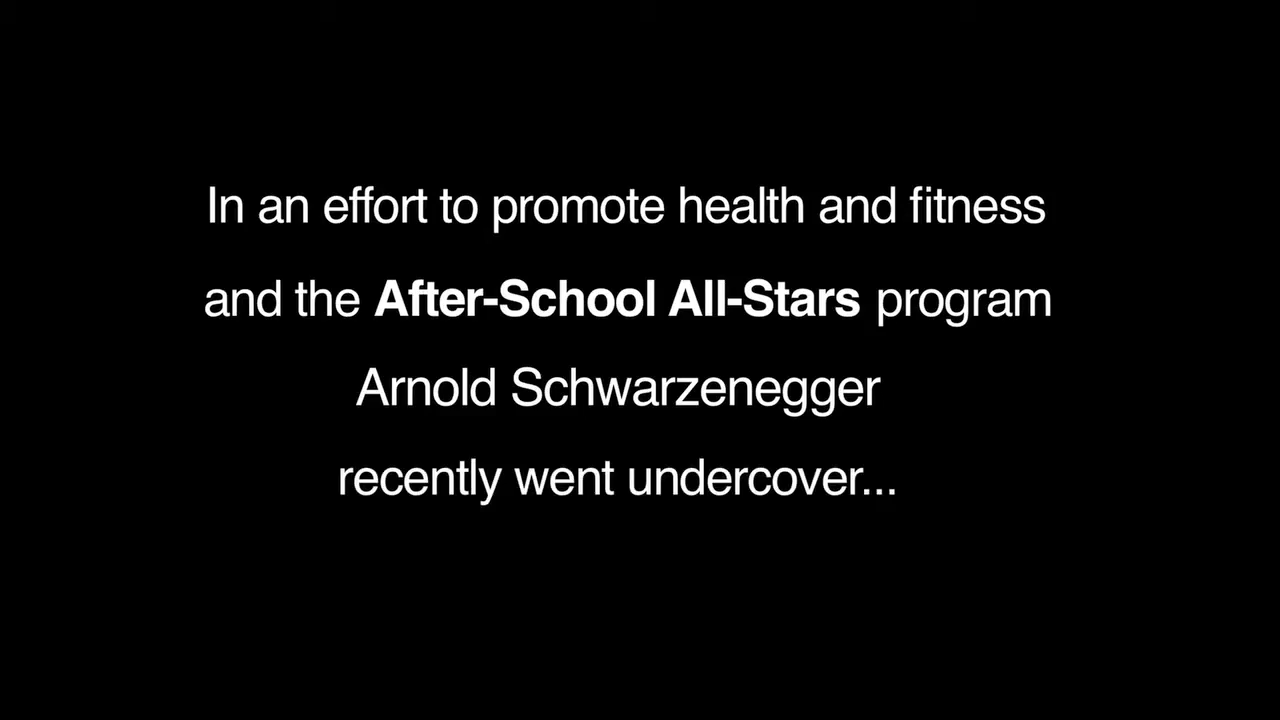 In an effort to promote health and fitness
and the After-School All-Stars program
Arnold Schwarzenegger
recently went undercover...